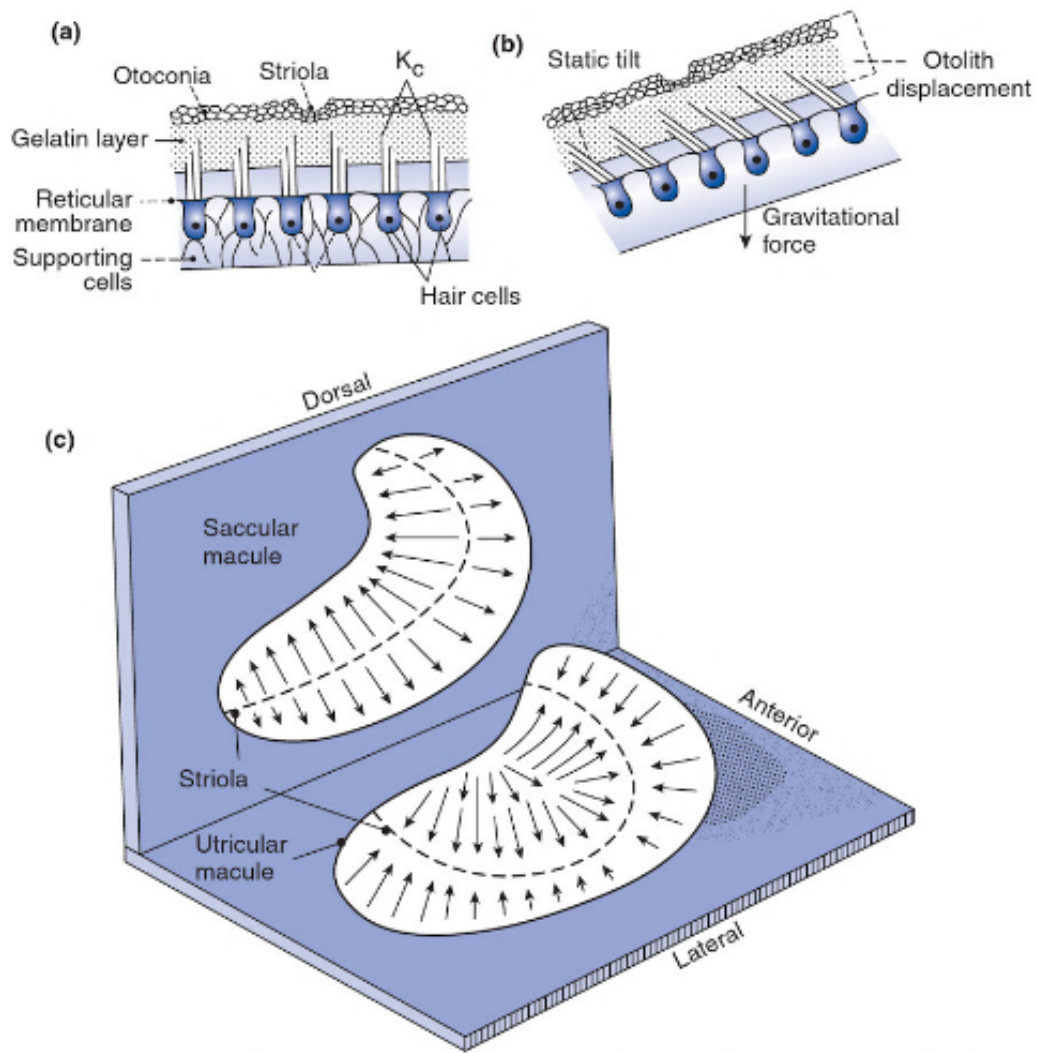 (a)
Otoconia
Striola
K_C
Gelatin layer
Reticular
membrane
Supporting
cells
Hair cells
(b)
Static tilt
Otolith
displacement
Gravitational
force
(c)
Dorsal
Saccular
macule
Striola
Utricular
macule
Anterior
Lateral